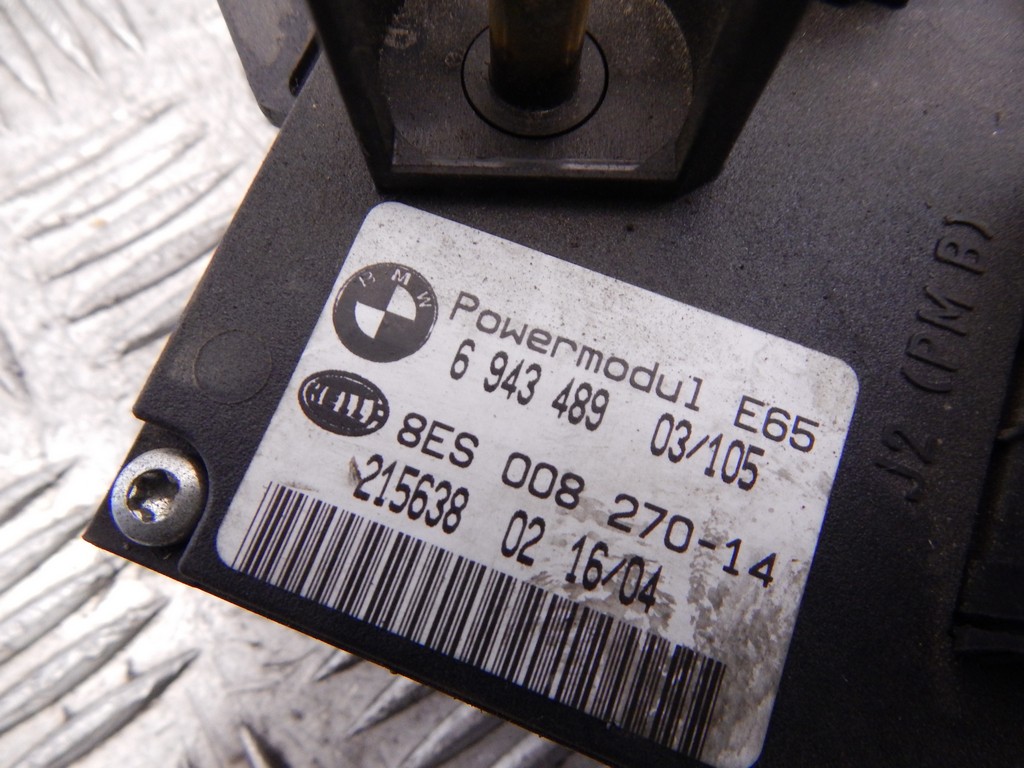 BMW
Powermodul E65
6 943 489 03/105
8ES 008 270-14
215638 02 16/04
J2 (PM B)